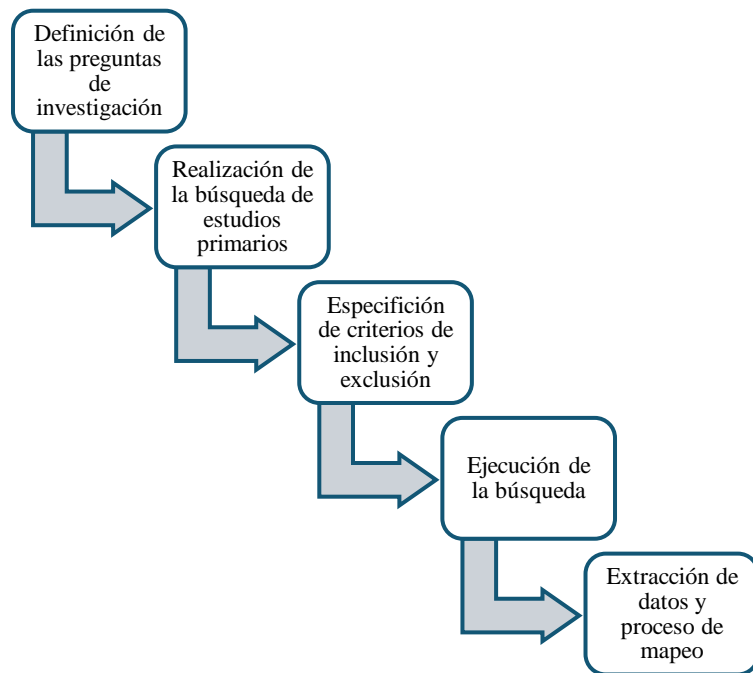 Definición de
las preguntas
de
investigación
Realización de
la búsqueda de
estudios
primarios
Especifición
de criterios de
inclusión y
exclusión
Ejecución de
la búsqueda
Extracción de
datos y
proceso de
mapeo